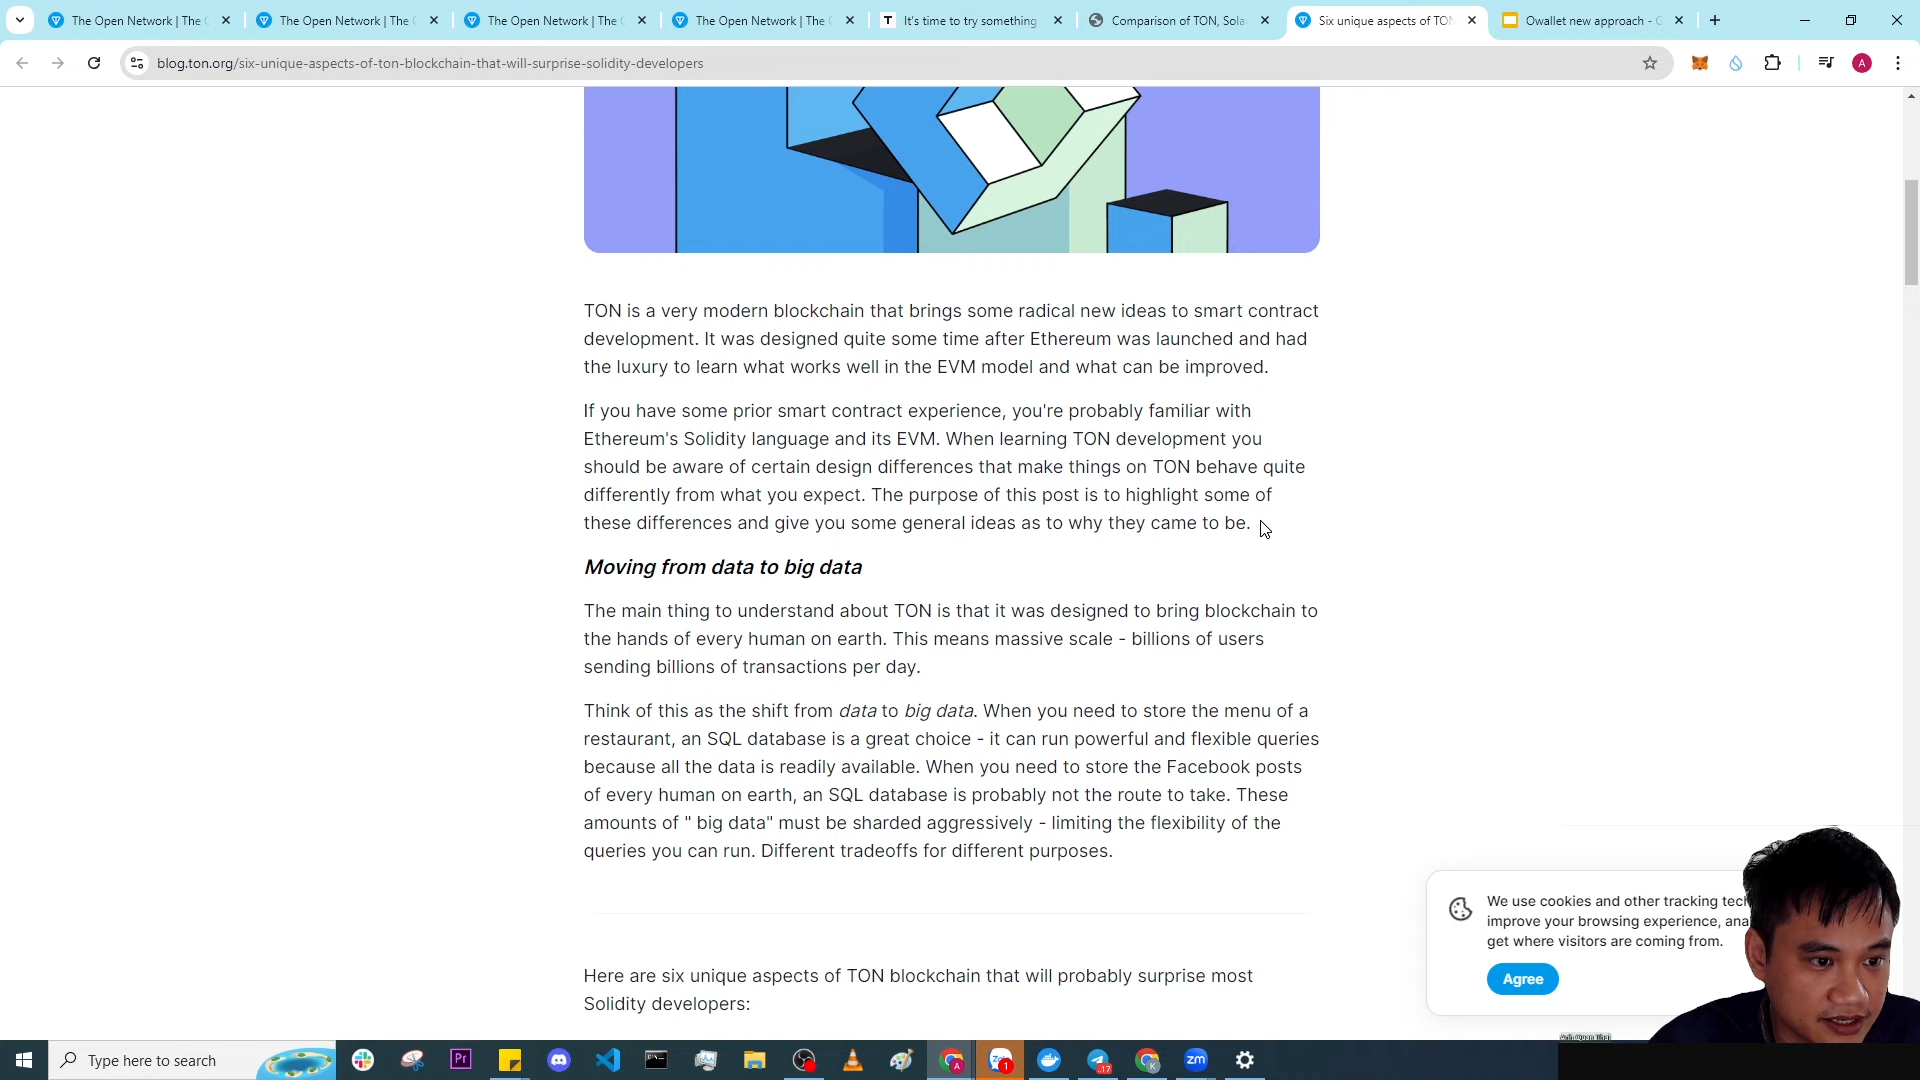 The Open Network | The C
The Open Network | The C
The Open Network | The C
The Open Network | The C
It's time to try something
Comparison of TON, Sola
Six unique aspects of TON
Owallet new approach - G
blog.ton.org/six-unique-aspects-of-ton-blockchain-that-will-surprise-solidity-developers
A
TON is a very modern blockchain that brings some radical new ideas to smart contract
development. It was designed quite some time after Ethereum was launched and had
the luxury to learn what works well in the EVM model and what can be improved.
If you have some prior smart contract experience, you're probably familiar with
Ethereum's Solidity language and its EVM. When learning TON development you
should be aware of certain design differences that make things on TON behave quite
differently from what you expect. The purpose of this post is to highlight some of
these differences and give you some general ideas as to why they came to be.
Moving from data to big data
The main thing to understand about TON is that it was designed to bring blockchain to
the hands of every human on earth. This means massive scale - billions of users
sending billions of transactions per day.
Think of this as the shift from data to big data. When you need to store the menu of a
restaurant, an SQL database is a great choice - it can run powerful and flexible queries
because all the data is readily available. When you need to store the Facebook posts
of every human on earth, an SQL database is probably not the route to take. These
amounts of " big data" must be sharded aggressively - limiting the flexibility of the
queries you can run. Different tradeoffs for different purposes.
Here are six unique aspects of TON blockchain that will probably surprise most
Solidity developers:
We use cookies and other tracking tec
improve your browsing experience, ana
get where visitors are coming from.
Agree
Type here to search